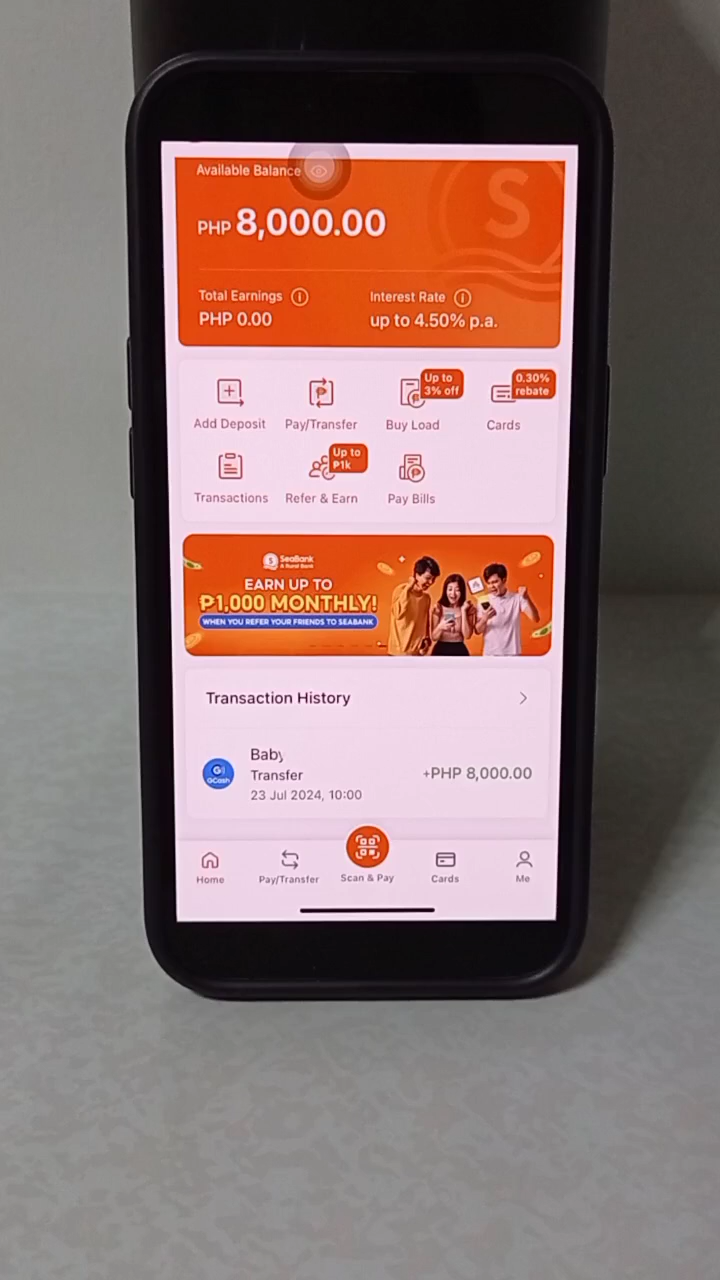 Available Balance
PHP 8,000.00
Total Earnings
Interest Rate
PHP 0.00
up to 4.50% p.a.
Up to
3% off
0.30%
rebate
Add Deposit
Pay/Transfer
Buy Load
Cards
Up to
₱1k
Transactions
Refer & Earn
Pay Bills
SeaBank
A Rural Bank
EARN UP TO
₱1,000 MONTHLY!
WHEN YOU REFER YOUR FRIENDS TO SEABANK
Transaction History
Baby
Transfer
+PHP 8,000.00
GCash
23 Jul 2024, 10:00
Home
Pay/Transfer
Scan & Pay
Cards
Me